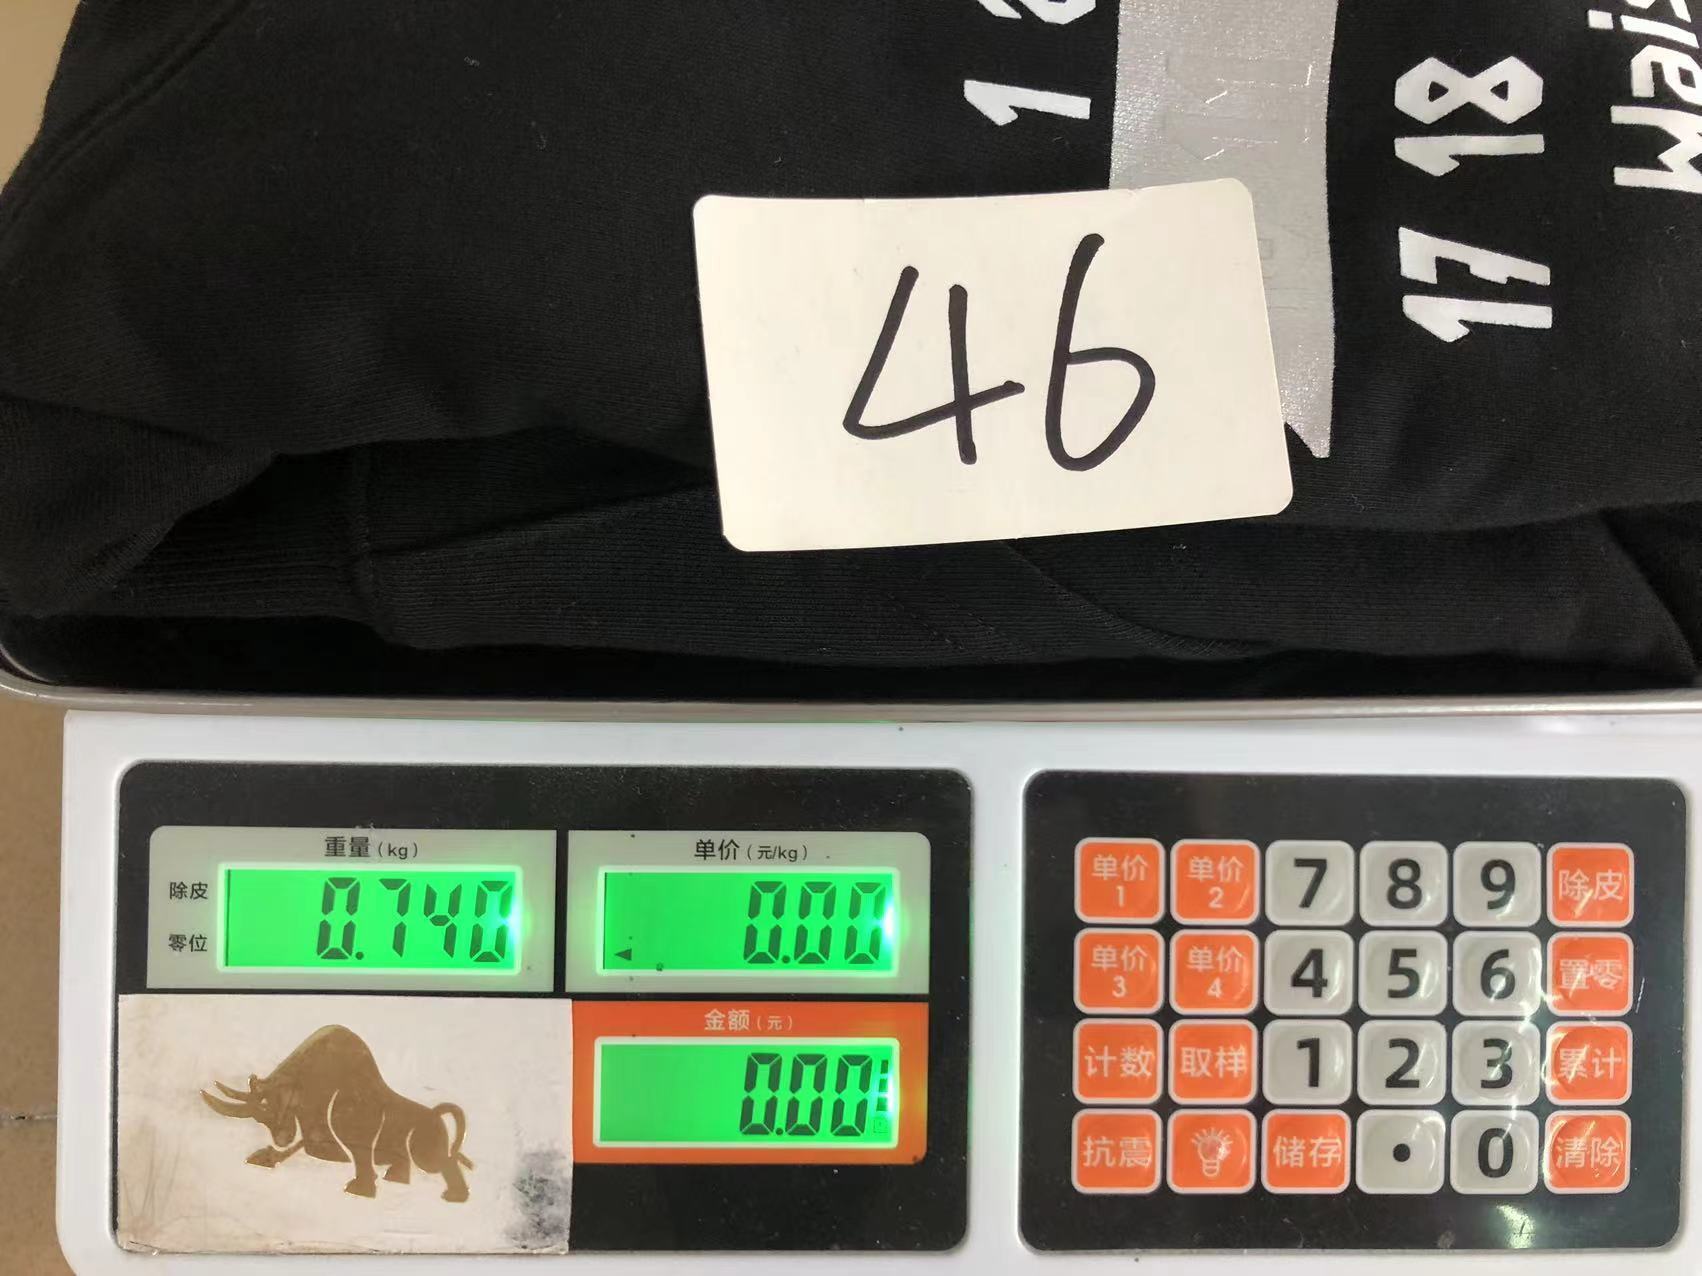 17 18
46
重量(kg)
单价(元/kg)
除皮
零位
0.740
0.00
金额(元)
0.00
单价1 单价2 7 8 9 除皮
单价3 单价4 4 5 6 置零
计数 取样 1 2 3 累计
抗震 储存 • 0 清除